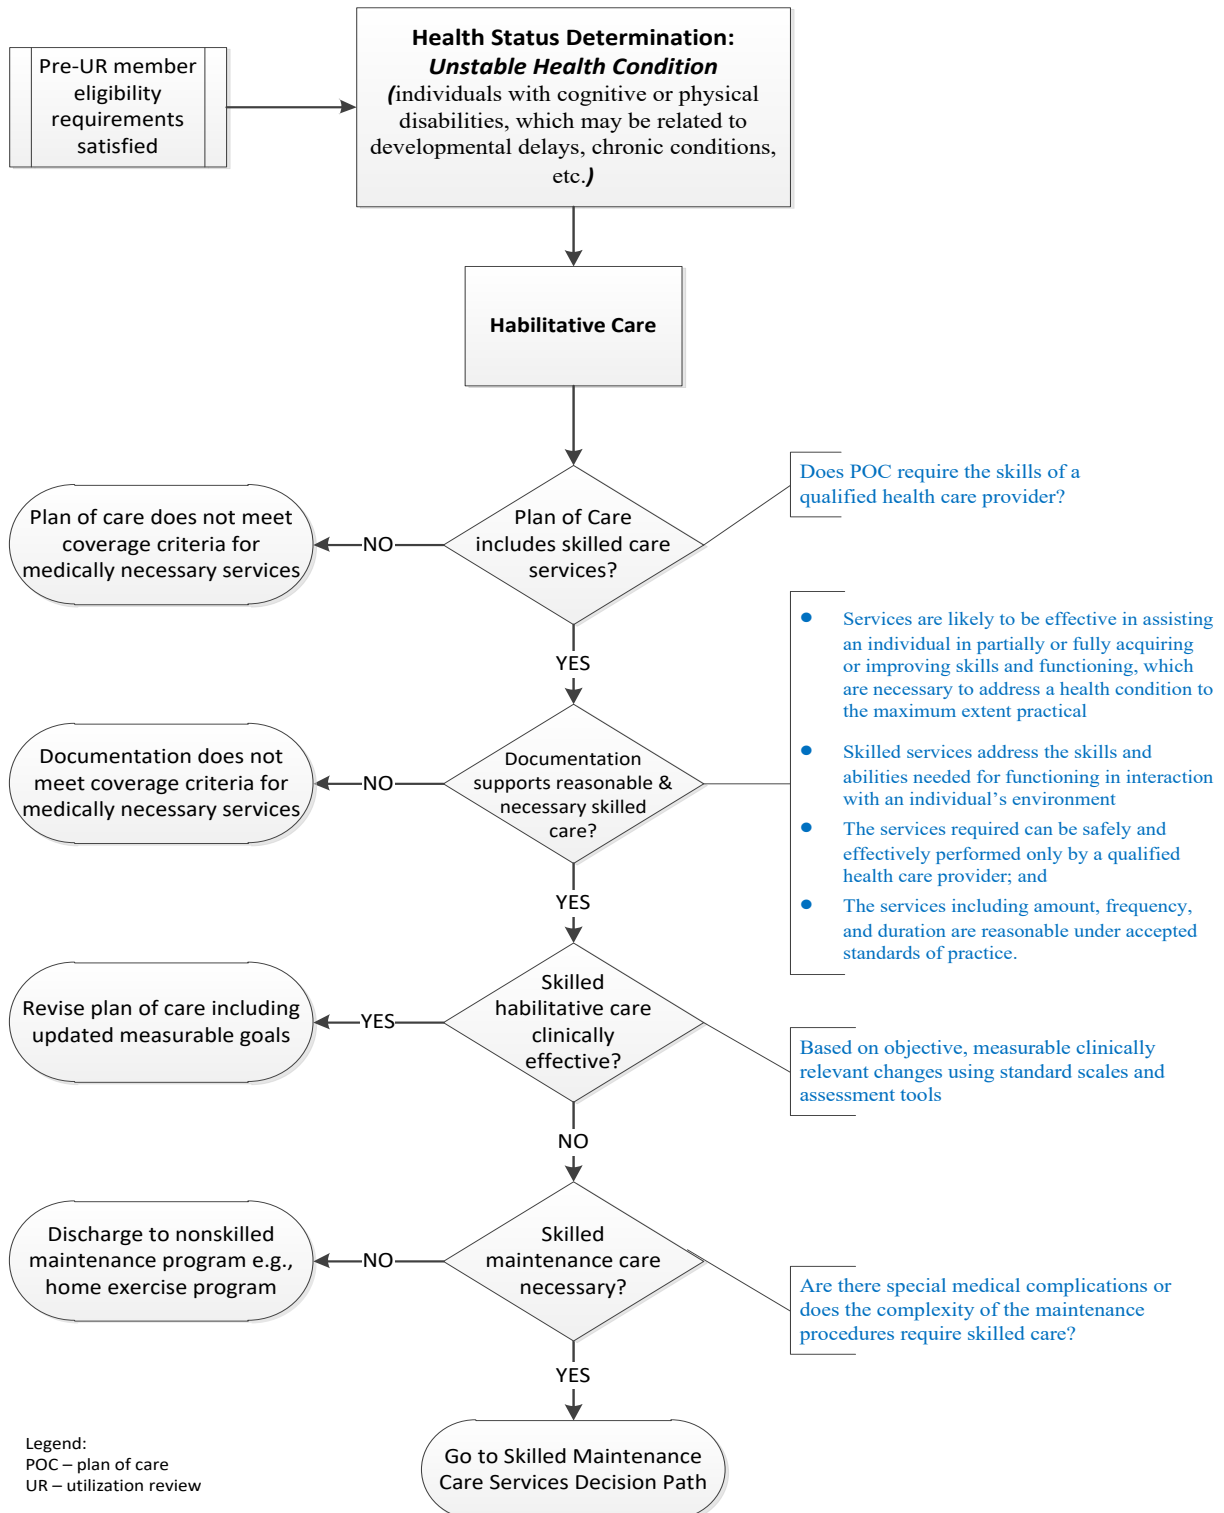 Pre-UR member
eligibility
requirements
satisfied
Health Status Determination:
Unstable Health Condition
(individuals with cognitive or physical
disabilities, which may be related to
developmental delays, chronic conditions,
etc.)
Habilitative Care
Plan of Care
includes skilled care
services?
Does POC require the skills of a
qualified health care provider?
NO
Plan of care does not meet
coverage criteria for
medically necessary services
YES
Documentation
supports reasonable &
necessary skilled
care?
● Services are likely to be effective in assisting
an individual in partially or fully acquiring
or improving skills and functioning, which
are necessary to address a health condition to
the maximum extent practical
● Skilled services address the skills and
abilities needed for functioning in interaction
with an individual’s environment
● The services required can be safely and
effectively performed only by a qualified
health care provider; and
● The services including amount, frequency,
and duration are reasonable under accepted
standards of practice.
NO
Documentation does not
meet coverage criteria for
medically necessary services
YES
Skilled
habilitative care
clinically
effective?
Based on objective, measurable clinically
relevant changes using standard scales and
assessment tools
YES
Revise plan of care including
updated measurable goals
NO
Skilled
maintenance care
necessary?
Are there special medical complications or
does the complexity of the maintenance
procedures require skilled care?
NO
Discharge to nonskilled
maintenance program e.g.,
home exercise program
YES
Go to Skilled Maintenance
Care Services Decision Path
Legend:
POC – plan of care
UR – utilization review